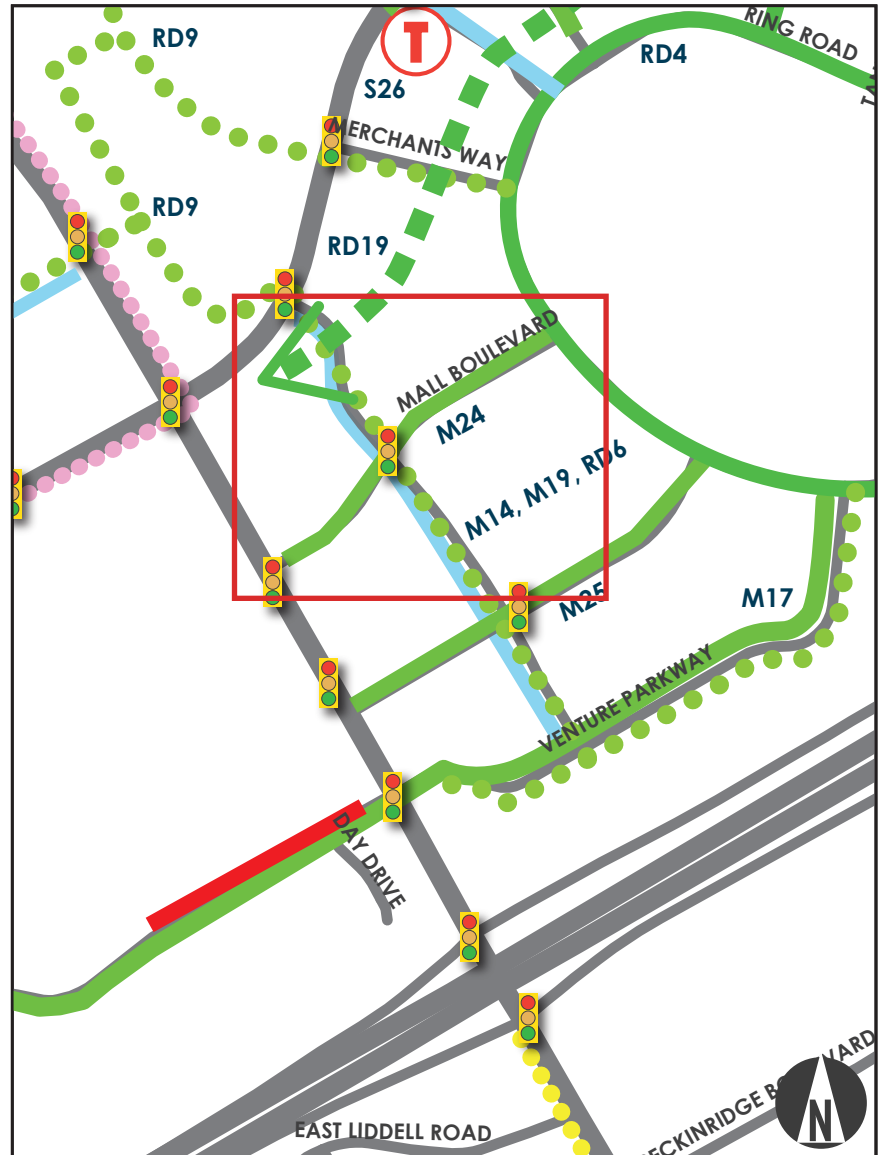 RING ROAD
RD9
T
RD4
S26
MERCHANTS WAY
RD9
RD19
MALL BOULEVARD
M24
M14, M19, RD6
M25
M17
VENTURE PARKWAY
DAY DRIVE
EAST LIDDELL ROAD
N